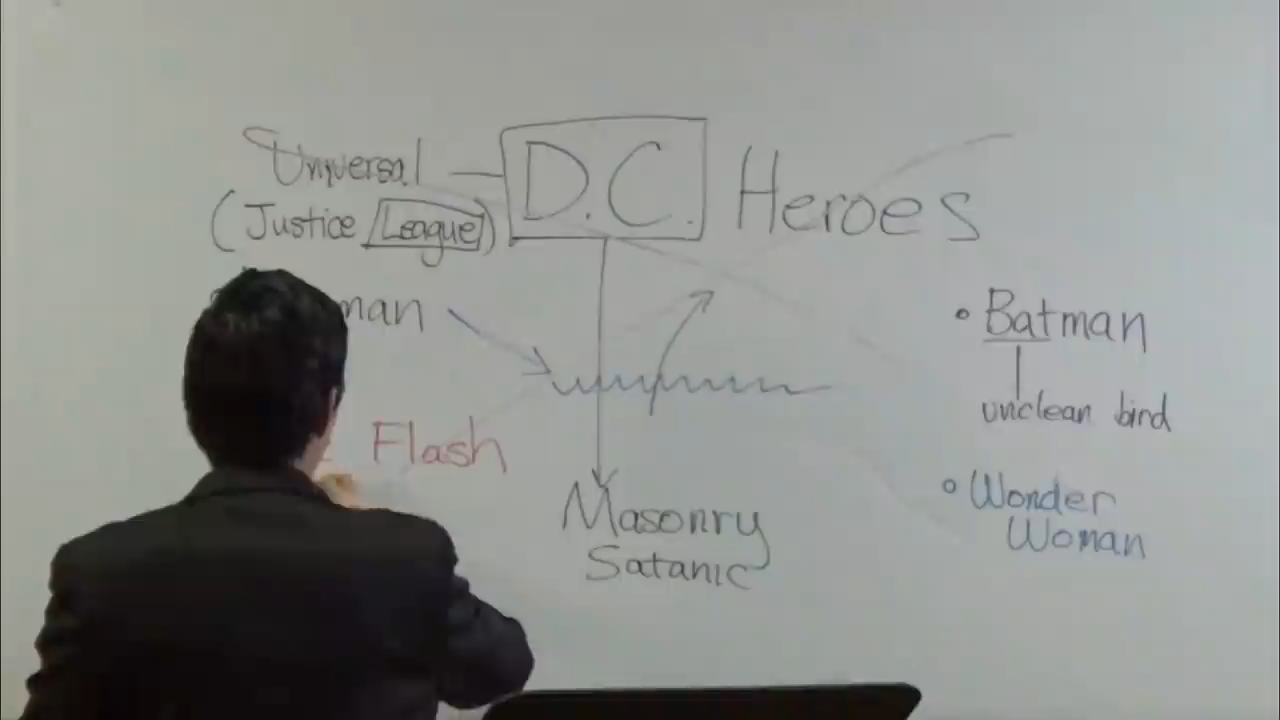 Universal D.C. Heroes
(Justice League)
man
• Batman
unclean bird
Flash
• Wonder
Woman
Masonry
Satanic